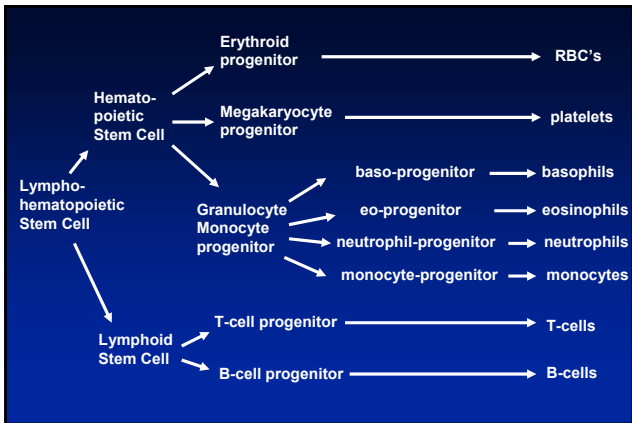 Erythroid
progenitor
RBC's
Hemato-
poietic
Stem Cell
Megakaryocyte
progenitor
platelets
baso-progenitor
basophils
Lympho-
hematopoietic
Stem Cell
Granulocyte
Monocyte
progenitor
eo-progenitor
eosinophils
neutrophil-progenitor
neutrophils
monocyte-progenitor
monocytes
Lymphoid
Stem Cell
T-cell progenitor
T-cells
B-cell progenitor
B-cells